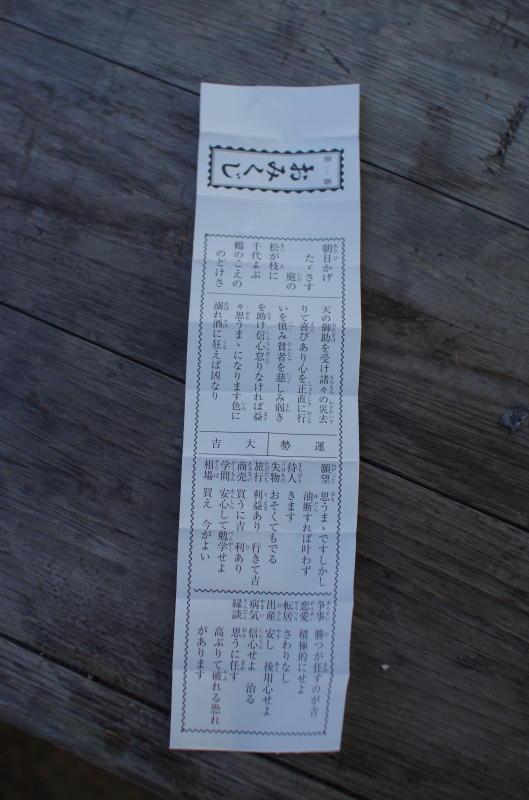 第一番
おみくじ
朝日かげ
たゞさす
庭の
松が枝に
千代よぶ
鶴のこえの
のどけさ
天の御助を受け諸々の災去
りて喜びあり心を正直に行
いを慎み貧者を慈しみ弱き
を助け信心怠りなければ益
々思うまゝになります色に
溺れ酒に狂えば凶なり
運勢 大吉
願望 思うまゝですしかし
油断すれば叶わず
待人 きます
失物 おそくてもでる
旅行 利益あり 行きて吉
商売 買うに吉 利あり
学問 安心して勉学せよ
相場 買え 今がよい
争事 勝つが任すのが吉
恋愛 積極的にせよ
転居 さわりなし
出産 安し 後用心せよ
病気 信心せよ 治る
縁談 思うに任す
高ぶりて破れる恐れ
があります